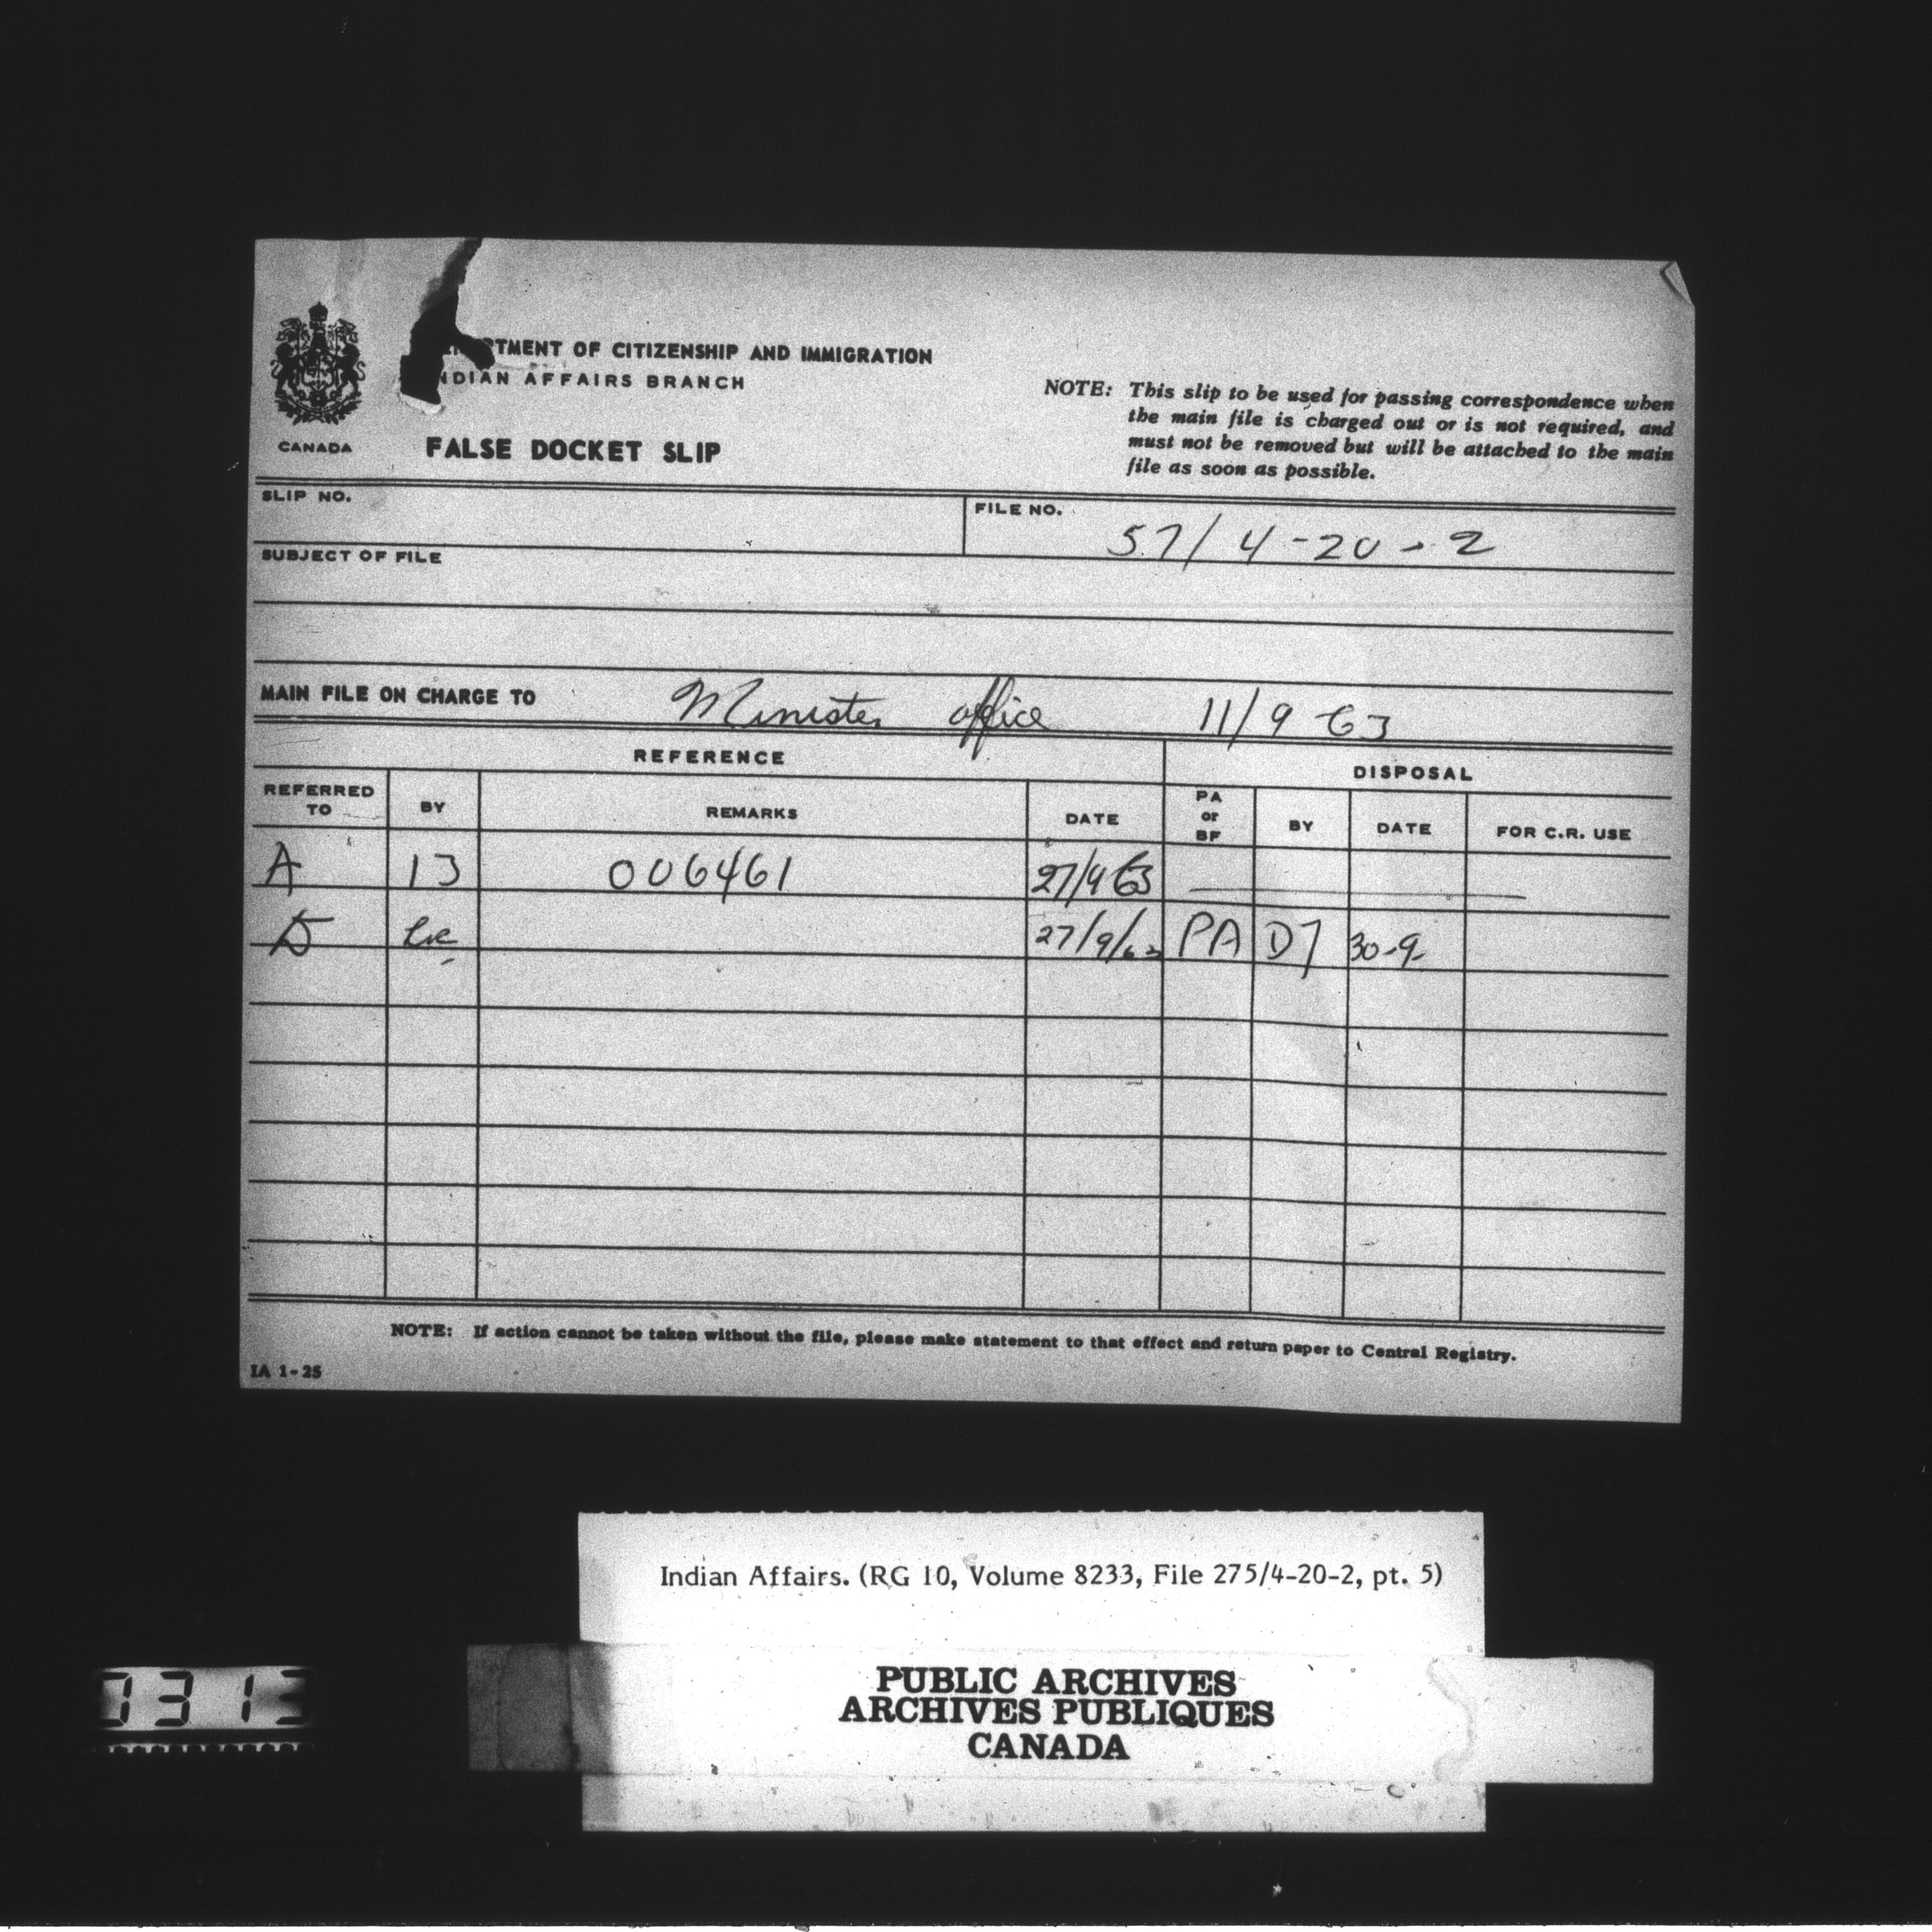 TMENT OF CITIZENSHIP AND IMMIGRATION
NDIAN AFFAIRS BRANCH
CANADA
FALSE DOCKET SLIP
NOTE: This slip to be used for passing correspondence when
the main file is charged out or is not required, and
must not be removed but will be attached to the main
file as soon as possible.
SLIP NO.
FILE NO. 57/4-20-2
SUBJECT OF FILE
MAIN FILE ON CHARGE TO Minister office 11/9 63
REFERENCE DISPOSAL
REFERRED TO BY REMARKS DATE PA or BF BY DATE FOR C.R. USE
A 13 006461 27/9 63
D 27/9/63 PA D7 30-9-
NOTE: If action cannot be taken without the file, please make statement to that effect and return paper to Central Registry.
IA 1-25
Indian Affairs. (RG 10, Volume 8233, File 275/4-20-2, pt. 5)
PUBLIC ARCHIVES
ARCHIVES PUBLIQUES
CANADA